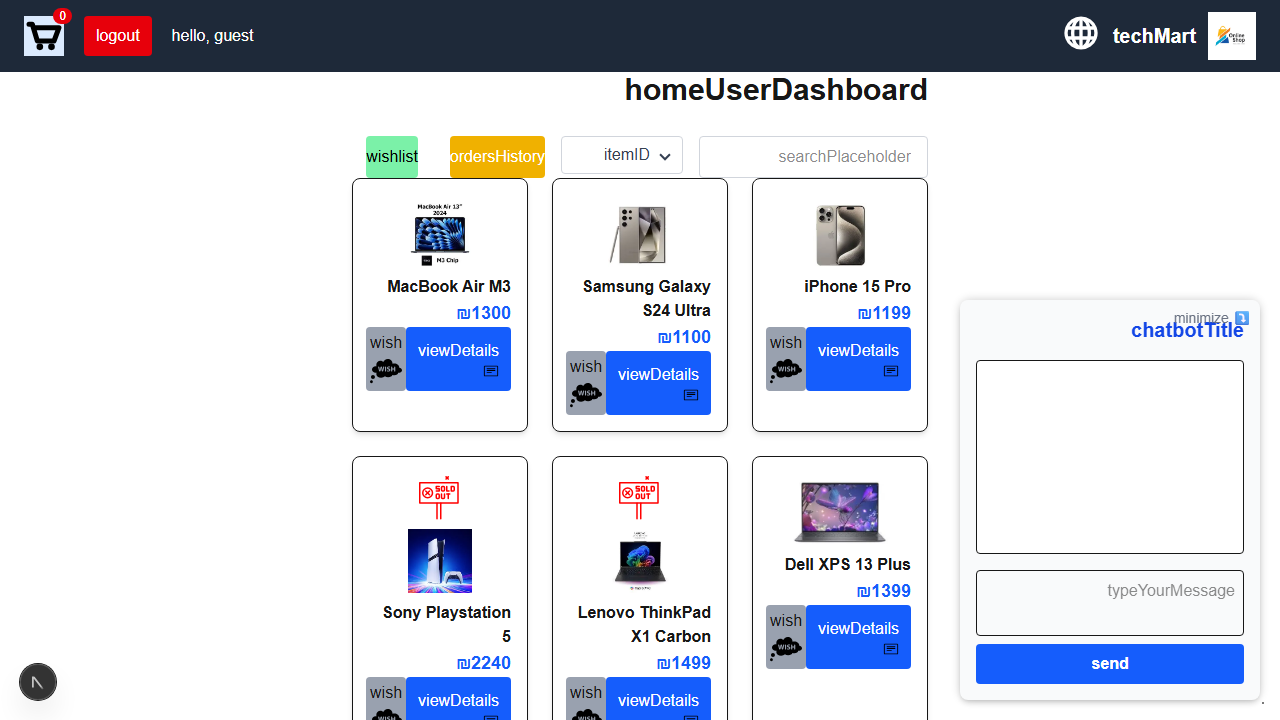 0
logout
hello, guest
techMart
Online Shop
homeUserDashboard
wishlist
ordersHistory
itemID
searchPlaceholder
MacBook Air 13"
2024
M3 Chip
MacBook Air M3
₪1300
wish
WISH
viewDetails
Samsung Galaxy
S24 Ultra
₪1100
wish
WISH
viewDetails
iPhone 15 Pro
₪1199
wish
WISH
viewDetails
SOLD
OUT
Sony Playstation
5
₪2240
wish
viewDetails
SOLD
OUT
Lenovo ThinkPad
X1 Carbon
₪1499
wish
viewDetails
Dell XPS 13 Plus
₪1399
wish
WISH
viewDetails
minimize
chatbotTitle
typeYourMessage
send